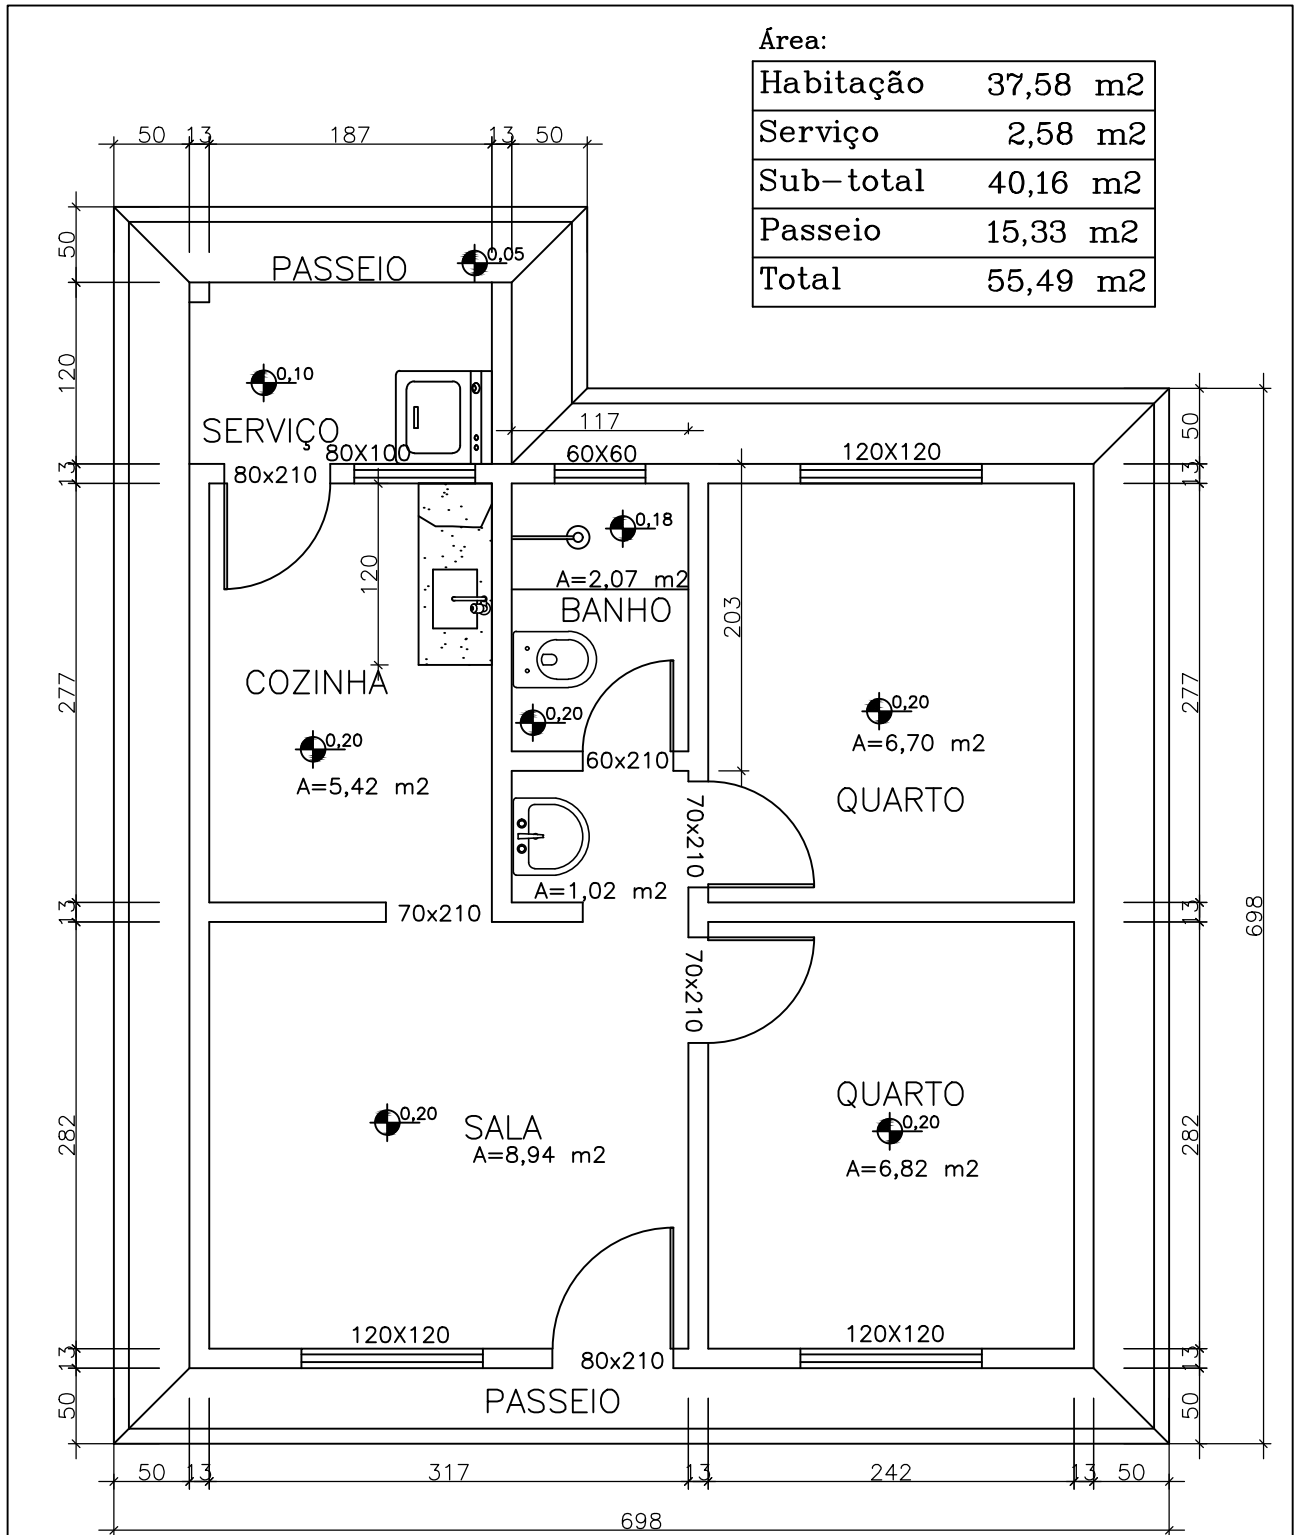 Área:
Habitação 37,58 m2
Serviço 2,58 m2
Sub-total 40,16 m2
Passeio 15,33 m2
Total 55,49 m2
50 13 187 13 50
50
PASSEIO
0,05
120
0,10
SERVIÇO
80X100
80x210
117
60X60
120X120
50
13
13
0,18
120
A=2,07 m2
BANHO
203
COZINHA
277
277
0,20
0,20
0,20
A=5,42 m2
A=6,70 m2
60x210
QUARTO
70x210
A=1,02 m2
70x210
13
13
698
70x210
QUARTO
0,20
SALA
A=8,94 m2
0,20
A=6,82 m2
282
282
120X120
80x210
120X120
13
13
PASSEIO
50
50
50 13 317 13 242 13 50
698